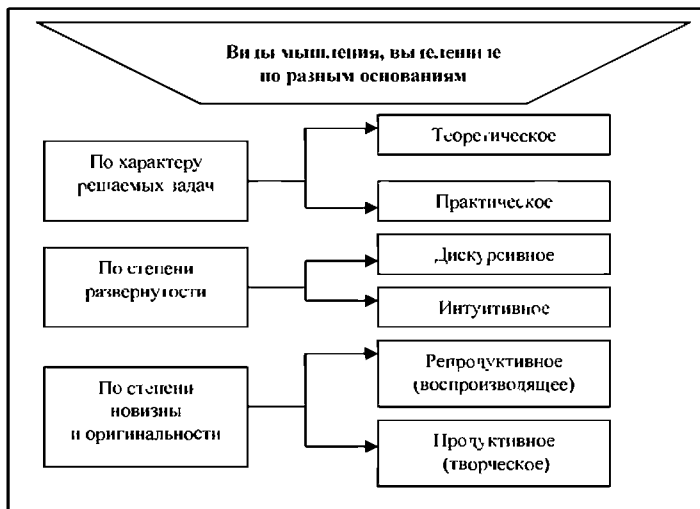 Виды мышления, выделенные
по разным основаниям
По характеру
решаемых задач
Теоретическое
Практическое
По степени
развернутости
Дискурсивное
Интуитивное
По степени
новизны
и оригинальности
Репродуктивное
(воспроизводящее)
Продуктивное
(творческое)